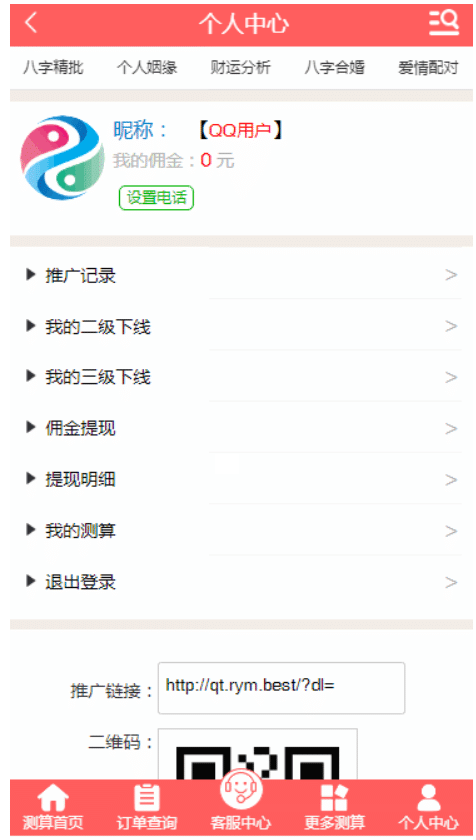 个人中心
八字精批 个人姻缘 财运分析 八字合婚 爱情配对
昵称： 【QQ用户】
我的佣金：0 元
设置电话
推广记录
我的二级下线
我的三级下线
佣金提现
提现明细
我的测算
退出登录
推广链接： http://qt.rym.best/?dl=
二维码：
测算首页 订单查询 客服中心 更多测算 个人中心